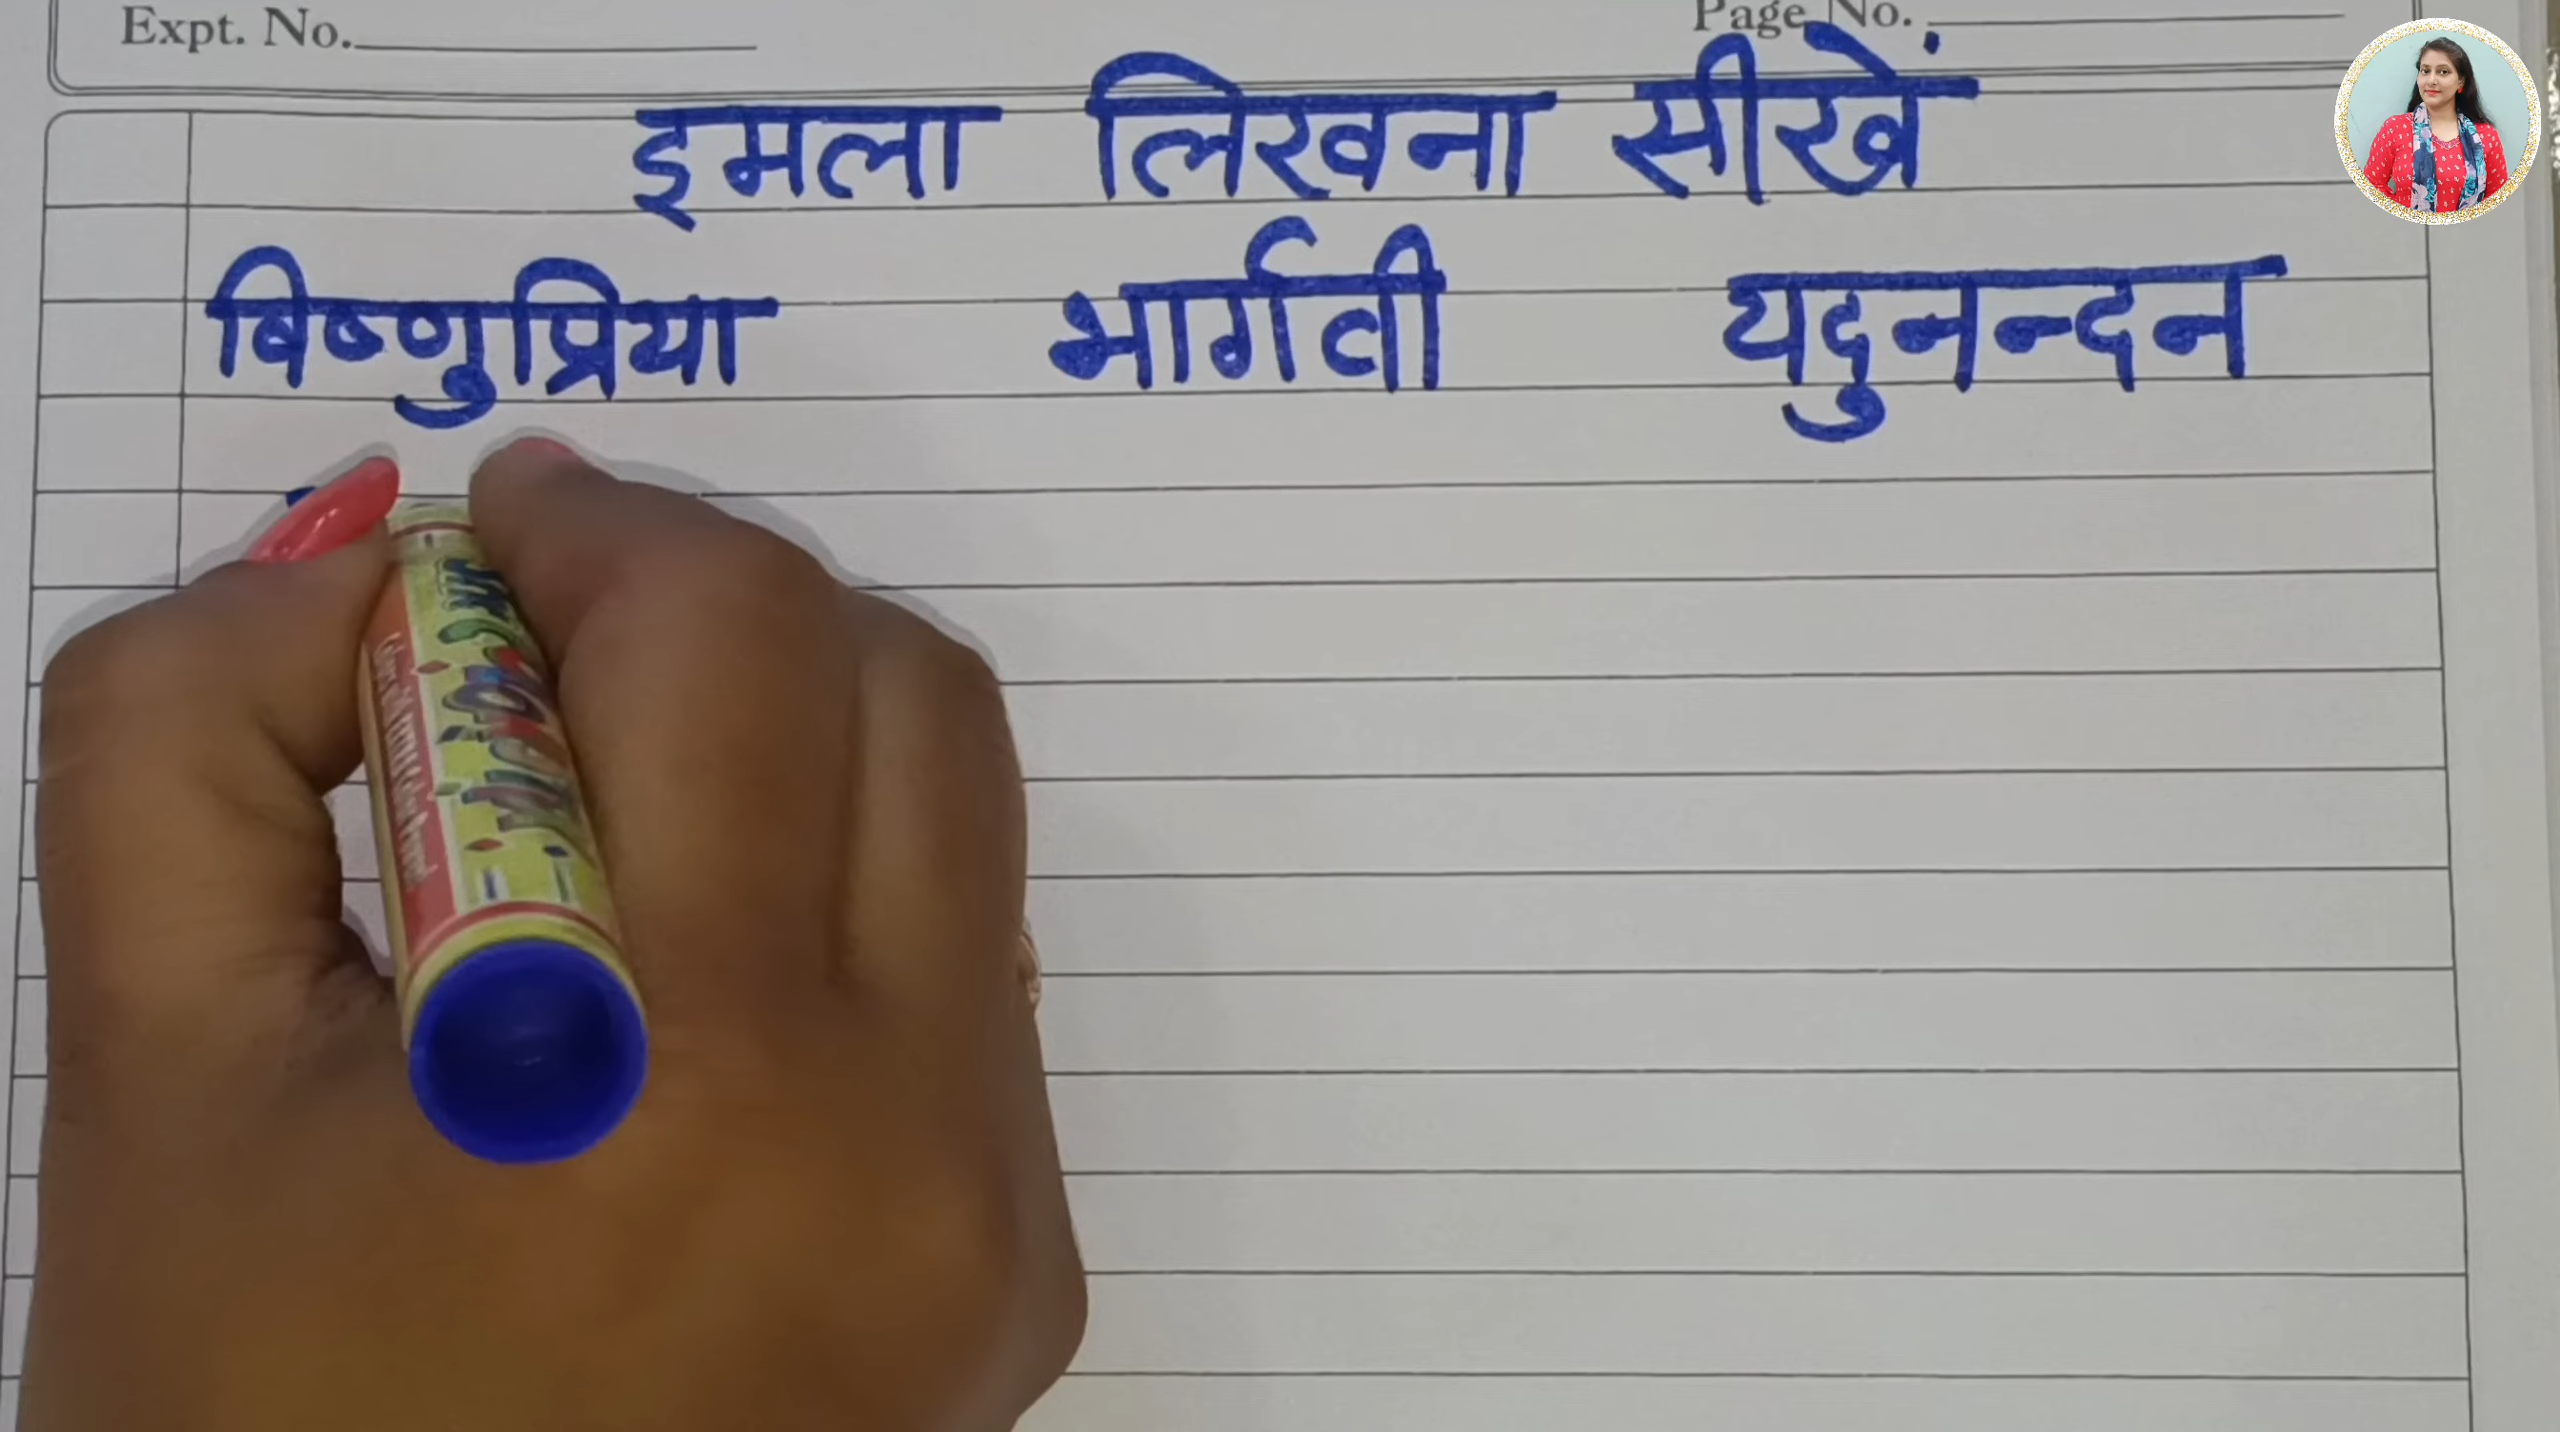 Expt. No. Page No.
इमला लिखना सीखें
विष्णुप्रिया भार्गवी यदुनन्दन